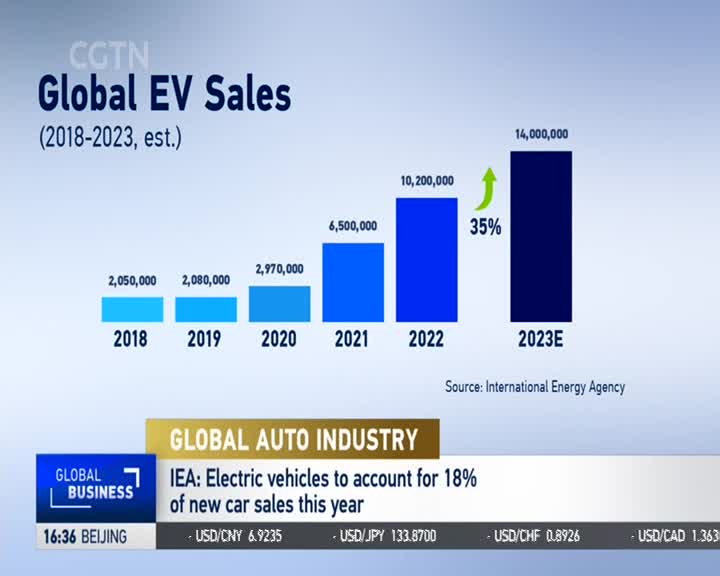 CGTN
Global EV Sales
(2018-2023, est.)
14,000,000
10,200,000
6,500,000
35%
2,970,000
2,050,000
2,080,000
2018
2019
2020
2021
2022
2023E
Source: International Energy Agency
GLOBAL AUTO INDUSTRY
GLOBAL
BUSINESS
IEA: Electric vehicles to account for 18%
of new car sales this year
16:36 BEIJING
- USD/CNY 6.9235
- USD/JPY 133.8700
- USD/CHF 0.8926
- USD/CAD 1.363